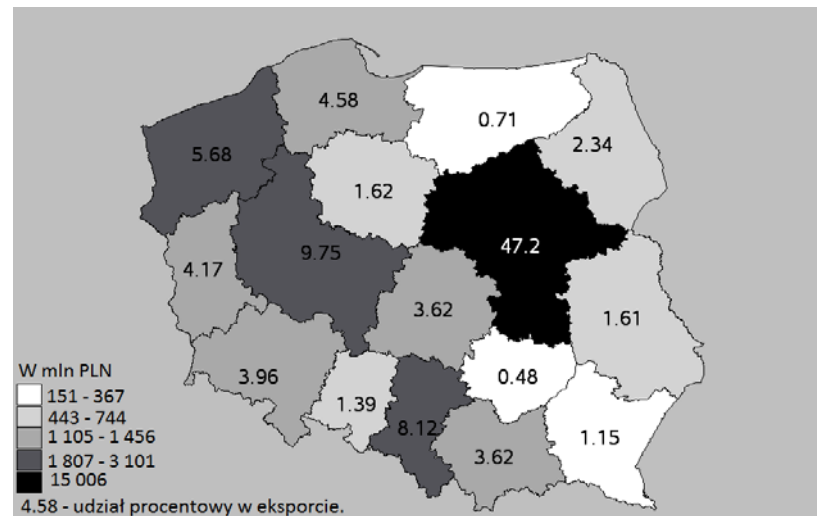 4.58
0.71
2.34
5.68
1.62
47.2
9.75
4.17
3.62
1.61
W mln PLN
3.96
0.48
151 - 367
1.39
443 - 744
8.12
1.15
1 105 - 1 456
3.62
1 807 - 3 101
15 006
4.58 - udział procentowy w eksporcie.